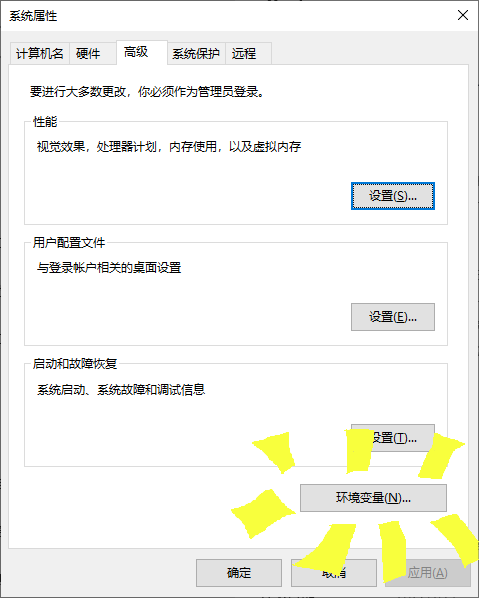 系统属性
计算机名 硬件 高级 系统保护 远程
要进行大多数更改，你必须作为管理员登录。
性能
视觉效果，处理器计划，内存使用，以及虚拟内存
设置(S)...
用户配置文件
与登录帐户相关的桌面设置
设置(E)...
启动和故障恢复
系统启动、系统故障和调试信息
设置(T)...
环境变量(N)...
确定 取消 应用(A)